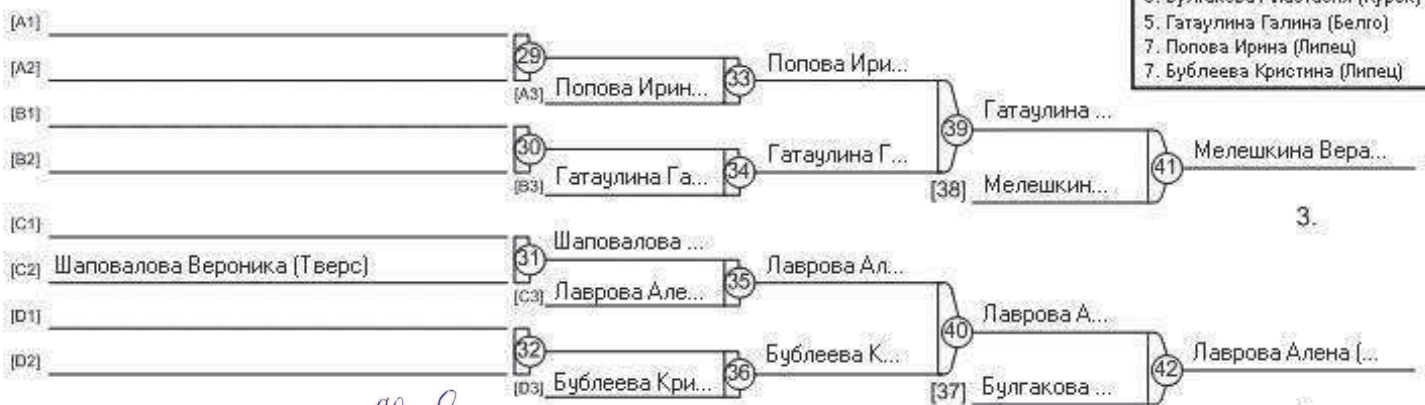 5. Гатаулина Галина (Белго)
7. Попова Ирина (Липец)
7. Бублеева Кристина (Липец)
[A1]
[A2]
29
[A3] Попова Ирин...
33
Попова Ири...
[B1]
[B2]
30
[B3] Гатаулина Га...
34
Гатаулина Г...
39
Гатаулина ...
[38] Мелешкин...
41
Мелешкина Вера...
3.
[C1]
[C2] Шаповалова Вероника (Тверс)
31
Шаповалова ...
[C3] Лаврова Але...
35
Лаврова Ал...
[D1]
[D2]
32
[D3] Бублеева Кри...
36
Бублеева К...
40
Лаврова А...
[37] Булгакова ...
42
Лаврова Алена (...